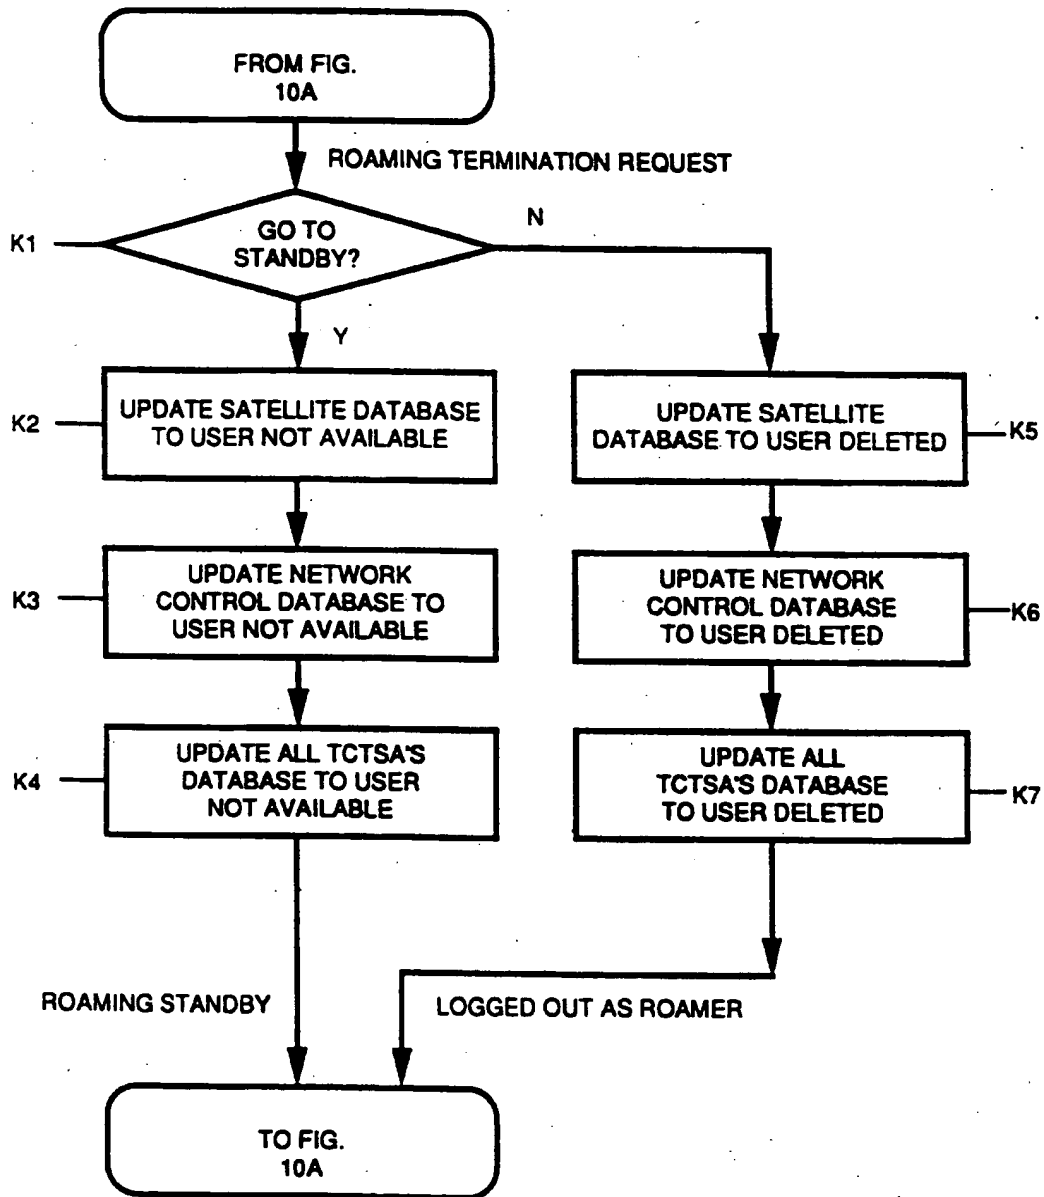 FROM FIG.
10A
ROAMING TERMINATION REQUEST
K1
GO TO
STANDBY?
N
Y
K2
UPDATE SATELLITE DATABASE
TO USER NOT AVAILABLE
UPDATE SATELLITE
DATABASE TO USER DELETED
K5
K3
UPDATE NETWORK
CONTROL DATABASE TO
USER NOT AVAILABLE
UPDATE NETWORK
CONTROL DATABASE
TO USER DELETED
K6
K4
UPDATE ALL TCTSA'S
DATABASE TO USER
NOT AVAILABLE
UPDATE ALL
TCTSA'S DATABASE
TO USER DELETED
K7
ROAMING STANDBY
LOGGED OUT AS ROAMER
TO FIG.
10A